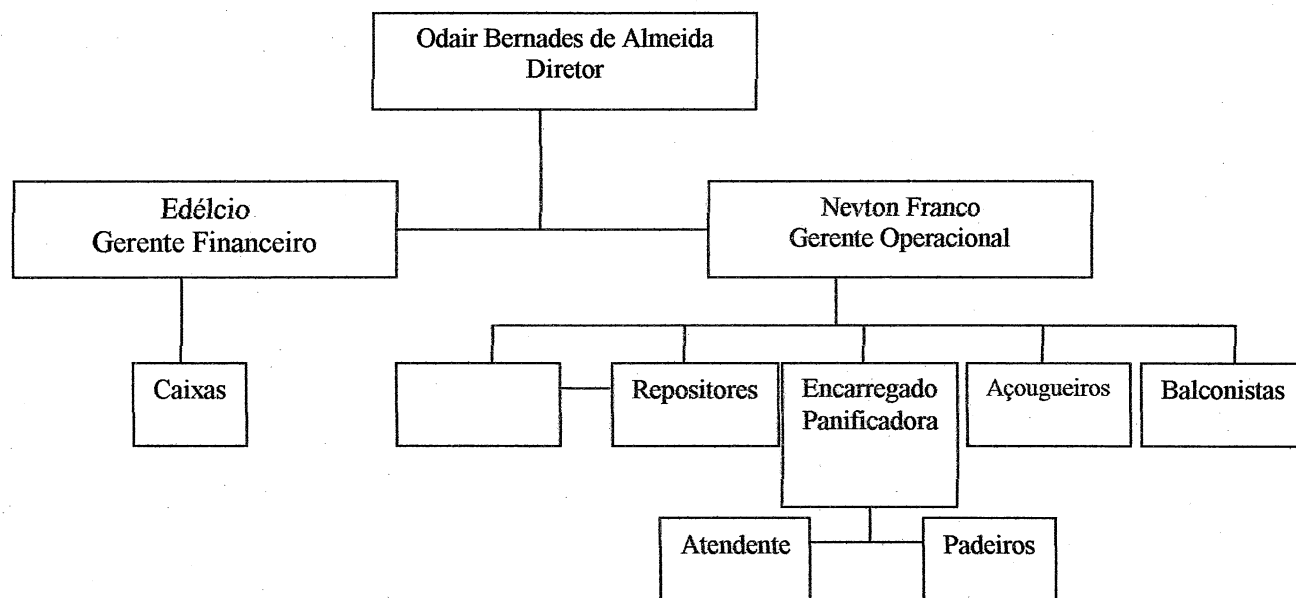 Odair Bernades de Almeida
Diretor
Edélcio
Gerente Financeiro
Nevton Franco
Gerente Operacional
Caixas
Repositores
Encarregado
Panificadora
Açougueiros
Balconistas
Atendente
Padeiros